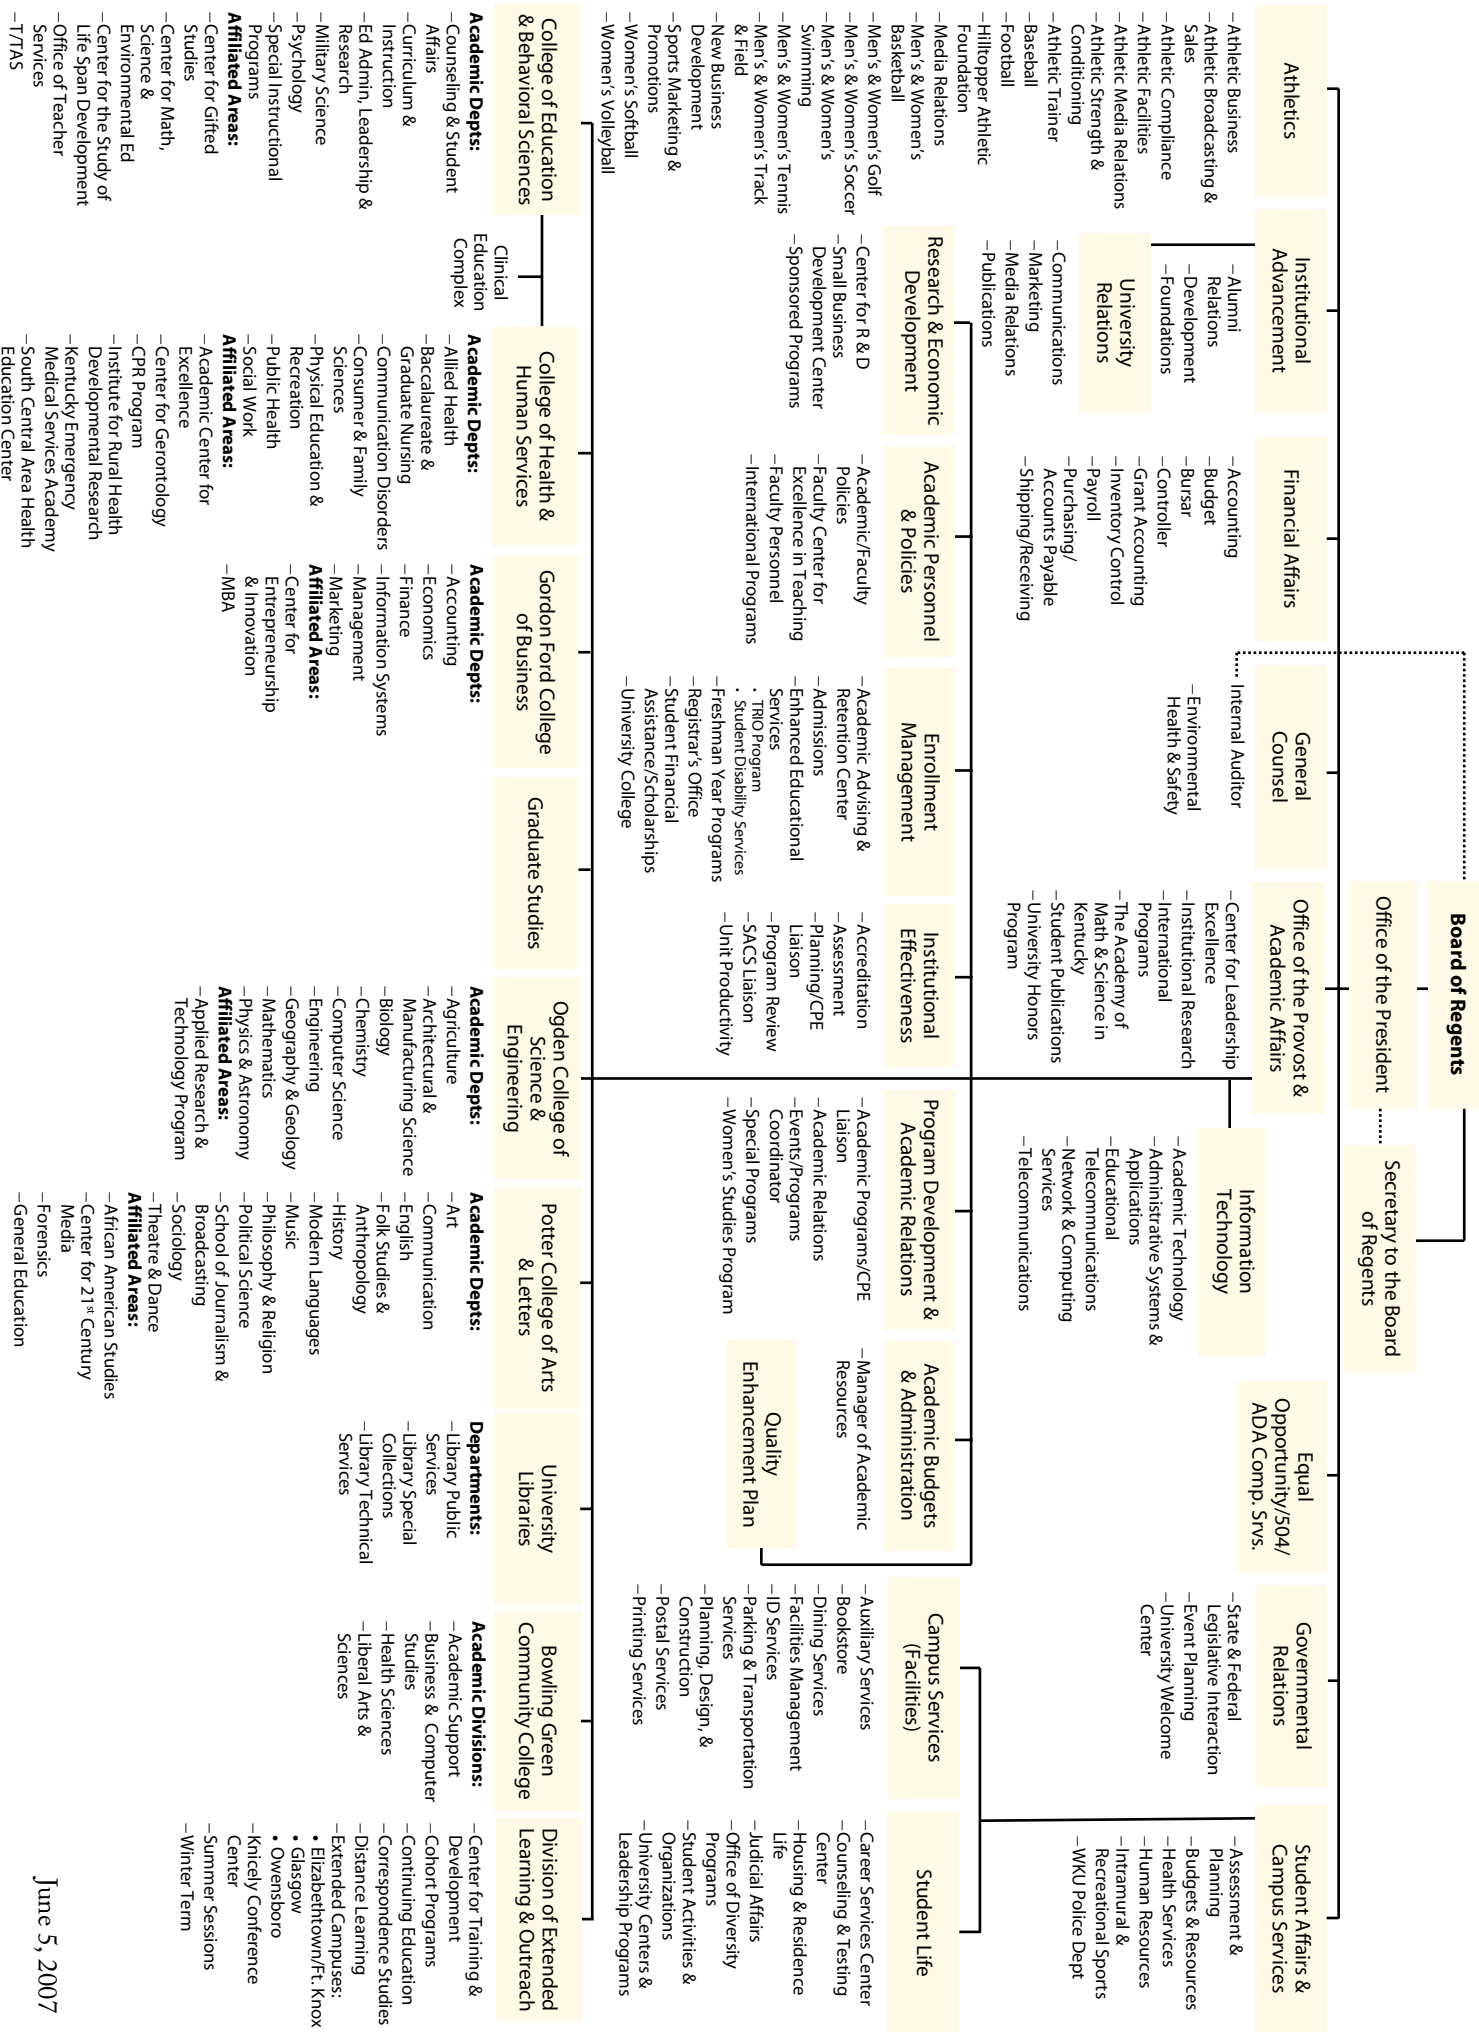 Board of Regents
Office of the President
Secretary to the Board
of Regents
Athletics
– Athletic Business
– Athletic Broadcasting &
Sales
– Athletic Compliance
– Athletic Facilities
– Athletic Media Relations
– Athletic Strength &
Conditioning
– Athletic Trainer
– Baseball
– Football
– Hilltopper Athletic
Foundation
– Media Relations
– Men's & Women's
Basketball
– Men's & Women's Golf
– Men's & Women's Soccer
– Men's & Women's
Swimming
– Men's & Women's Tennis
– Men's & Women's Track
& Field
– New Business
Development
– Sports Marketing &
Promotions
– Women's Softball
– Women's Volleyball
Institutional
Advancement
– Alumni
Relations
– Development
– Foundations
University
Relations
– Communications
– Marketing
– Media Relations
– Publications
Financial Affairs
– Accounting
– Budget
– Bursar
– Controller
– Grant Accounting
– Inventory Control
– Payroll
– Purchasing/
Accounts Payable
– Shipping/Receiving
General
Counsel
Internal Auditor
– Environmental
Health & Safety
Office of the Provost &
Academic Affairs
– Center for Leadership
Excellence
– Institutional Research
– International
Programs
– The Academy of
Math & Science in
Kentucky
– Student Publications
– University Honors
Program
Information
Technology
– Academic Technology
– Administrative Systems &
Applications
– Educational
Telecommunications
– Network & Computing
Services
– Telecommunications
Equal
Opportunity/504/
ADA Comp. Srvs.
Governmental
Relations
– State & Federal
Legislative Interaction
– Event Planning
– University Welcome
Center
Student Affairs &
Campus Services
– Assessment &
Planning
– Budgets & Resources
– Health Services
– Human Resources
– Intramural &
Recreational Sports
– WKU Police Dept
Research & Economic
Development
– Center for R & D
– Small Business
Development Center
– Sponsored Programs
Academic Personnel
& Policies
– Academic/Faculty
Policies
– Faculty Center for
Excellence in Teaching
– Faculty Personnel
– International Programs
Enrollment
Management
– Academic Advising &
Retention Center
– Admissions
– Enhanced Educational
Services
• TRIO Program
• Student Disability Services
– Freshman Year Programs
– Registrar's Office
– Student Financial
Assistance/Scholarships
– University College
Institutional
Effectiveness
– Accreditation
– Assessment
– Planning/CPE
Liaison
– Program Review
– SACS Liaison
– Unit Productivity
Program Development &
Academic Relations
– Academic Programs/CPE
Liaison
– Academic Relations
– Events/Programs
Coordinator
– Special Programs
– Women's Studies Program
Academic Budgets
& Administration
– Manager of Academic
Resources
Quality
Enhancement Plan
Campus Services
(Facilities)
– Auxiliary Services
– Bookstore
– Dining Services
– Facilities Management
– ID Services
– Parking & Transportation
Services
– Planning, Design, &
Construction
– Postal Services
– Printing Services
Student Life
– Career Services Center
– Counseling & Testing
Center
– Housing & Residence
Life
– Judicial Affairs
– Office of Diversity
Programs
– Student Activities &
Organizations
– University Centers &
Leadership Programs
College of Education
& Behavioral Sciences
Academic Depts:
– Counseling & Student
Affairs
– Curriculum &
Instruction
– Ed Admin, Leadership &
Research
– Military Science
– Psychology
– Special Instructional
Programs
Affiliated Areas:
– Center for Gifted
Studies
– Center for Math,
Science &
Environmental Ed
– Center for the Study of
Life Span Development
– Office of Teacher
Services
– T/TAS
Clinical
Education
Complex
College of Health &
Human Services
Academic Depts:
– Allied Health
– Baccalaureate &
Graduate Nursing
– Communication Disorders
– Consumer & Family
Sciences
– Physical Education &
Recreation
– Public Health
– Social Work
Affiliated Areas:
– Academic Center for
Excellence
– Center for Gerontology
– CPR Program
– Institute for Rural Health
Developmental Research
– Kentucky Emergency
Medical Services Academy
– South Central Area Health
Education Center
Gordon Ford College
of Business
Academic Depts:
– Accounting
– Economics
– Finance
– Information Systems
– Management
– Marketing
Affiliated Areas:
– Center for
Entrepreneurship
& Innovation
– MBA
Graduate Studies
Ogden College of
Science &
Engineering
Academic Depts:
– Agriculture
– Architectural &
Manufacturing Science
– Biology
– Chemistry
– Computer Science
– Engineering
– Geography & Geology
– Mathematics
– Physics & Astronomy
Affiliated Areas:
– Applied Research &
Technology Program
Potter College of Arts
& Letters
Academic Depts:
– Art
– Communication
– English
– Folk Studies &
Anthropology
– History
– Modern Languages
– Music
– Philosophy & Religion
– Political Science
– School of Journalism &
Broadcasting
– Sociology
– Theatre & Dance
Affiliated Areas:
– African American Studies
– Center for 21st Century
Media
– Forensics
– General Education
University
Libraries
Departments:
– Library Public
Services
– Library Special
Collections
– Library Technical
Services
Bowling Green
Community College
Academic Divisions:
– Academic Support
– Business & Computer
Studies
– Health Sciences
– Liberal Arts &
Sciences
Division of Extended
Learning & Outreach
– Center for Training &
Development
– Cohort Programs
– Continuing Education
– Correspondence Studies
– Distance Learning
– Extended Campuses:
• Elizabethtown/Ft. Knox
• Glasgow
• Owensboro
– Knicely Conference
Center
– Summer Sessions
– Winter Term
June 5, 2007